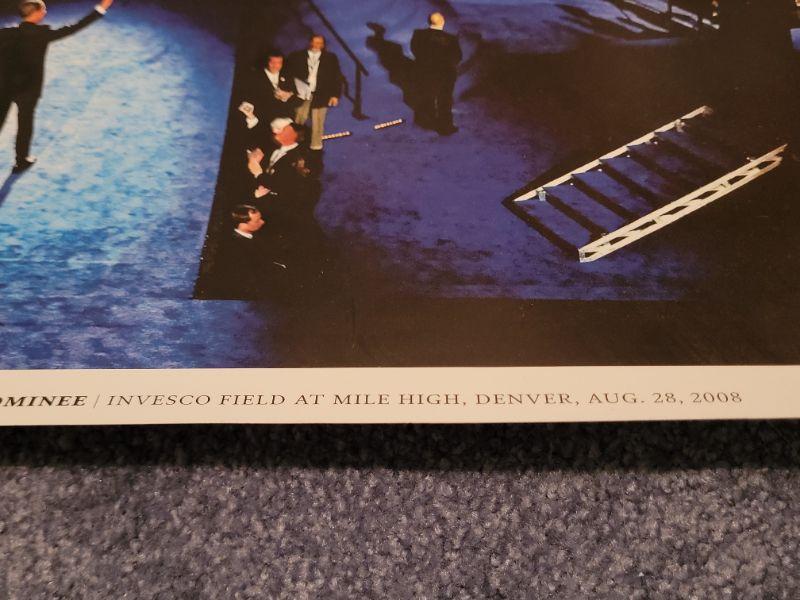 OMINEE / INVESCO FIELD AT MILE HIGH, DENVER, AUG. 28, 2008